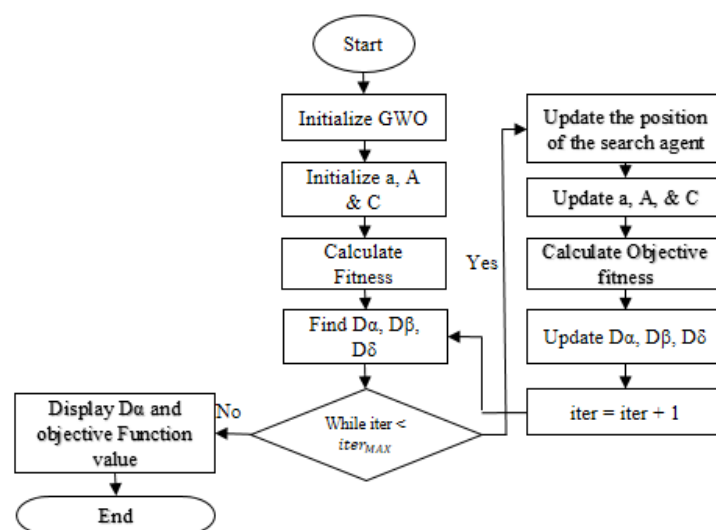 Start
Initialize GWO
Initialize a, A
& C
Calculate
Fitness
Find Dα, Dβ,
Dδ
While iter <
iterMAX
Yes
No
Update the position
of the search agent
Update a, A, & C
Calculate Objective
fitness
Update Dα, Dβ, Dδ
iter = iter + 1
Display Dα and
objective Function
value
End